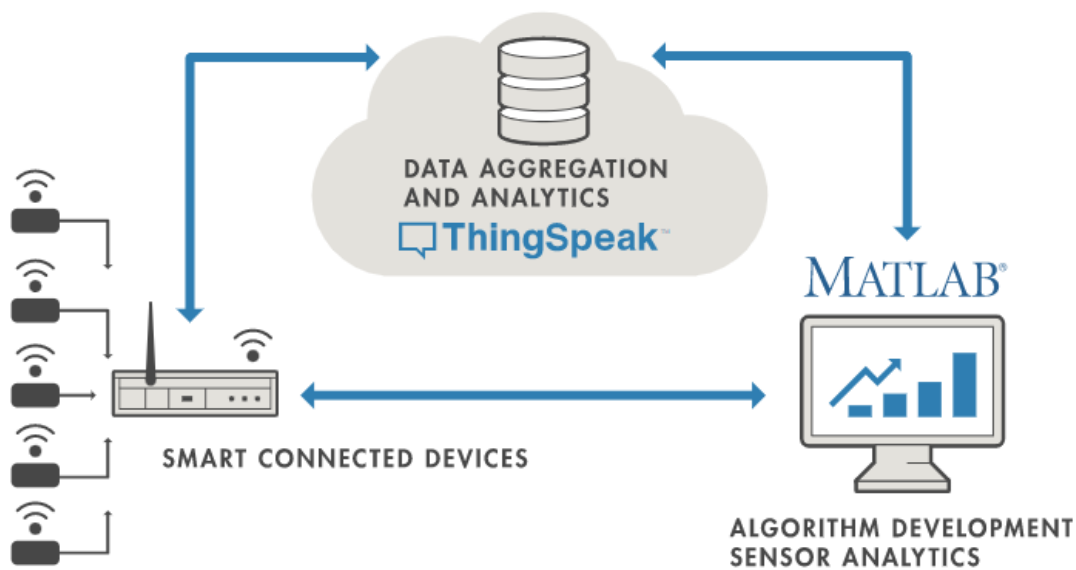 DATA AGGREGATION
AND ANALYTICS
ThingSpeak™
MATLAB®
SMART CONNECTED DEVICES
ALGORITHM DEVELOPMENT
SENSOR ANALYTICS